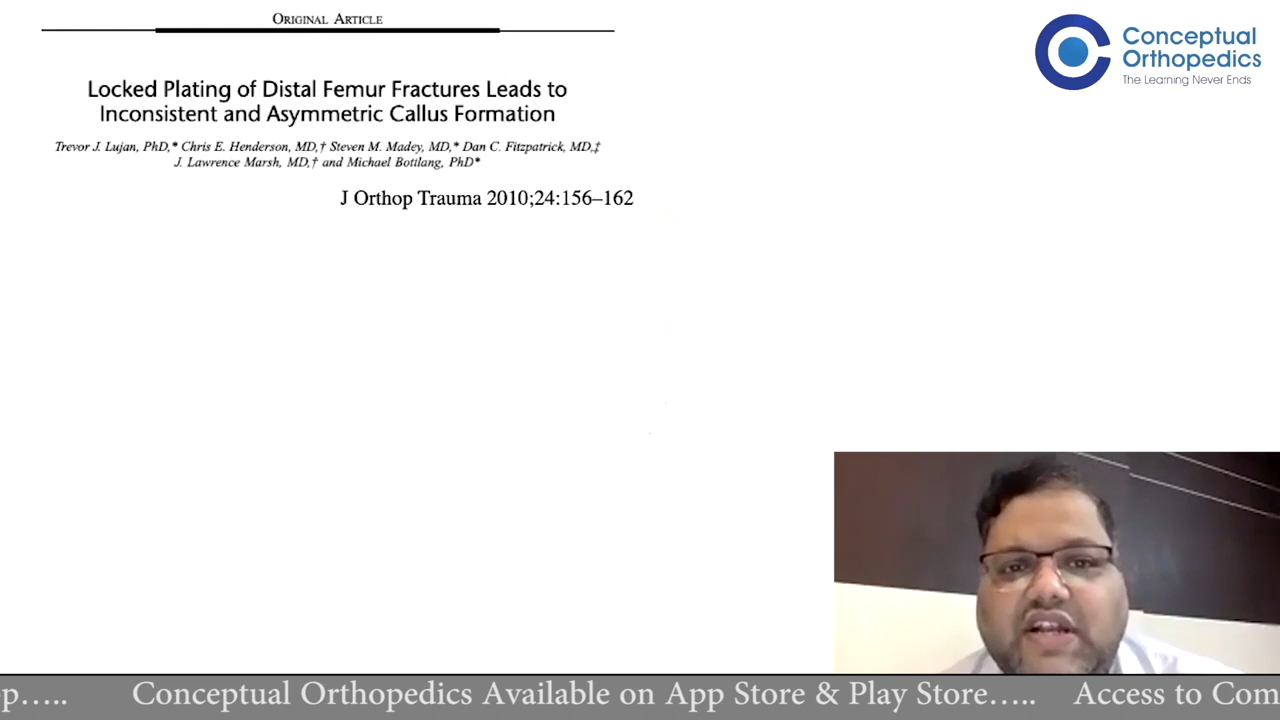 ORIGINAL ARTICLE
Locked Plating of Distal Femur Fractures Leads to
Inconsistent and Asymmetric Callus Formation
Trevor J. Lujan, PhD,* Chris E. Henderson, MD,† Steven M. Madey, MD,* Dan C. Fitzpatrick, MD,‡
J. Lawrence Marsh, MD,† and Michael Bottlang, PhD*
J Orthop Trauma 2010;24:156–162
Conceptual
Orthopedics
The Learning Never Ends
p….. Conceptual Orthopedics Available on App Store & Play Store….. Access to Com